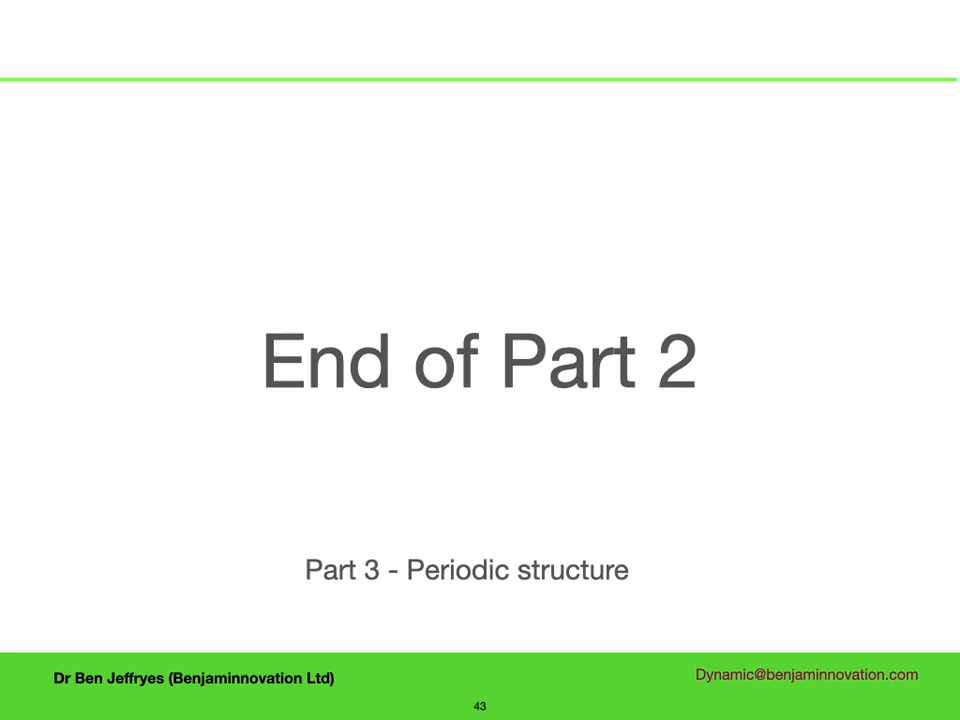 End of Part 2
Part 3 - Periodic structure
Dr Ben Jeffryes (Benjaminnovation Ltd)
Dynamic@benjaminnovation.com
43